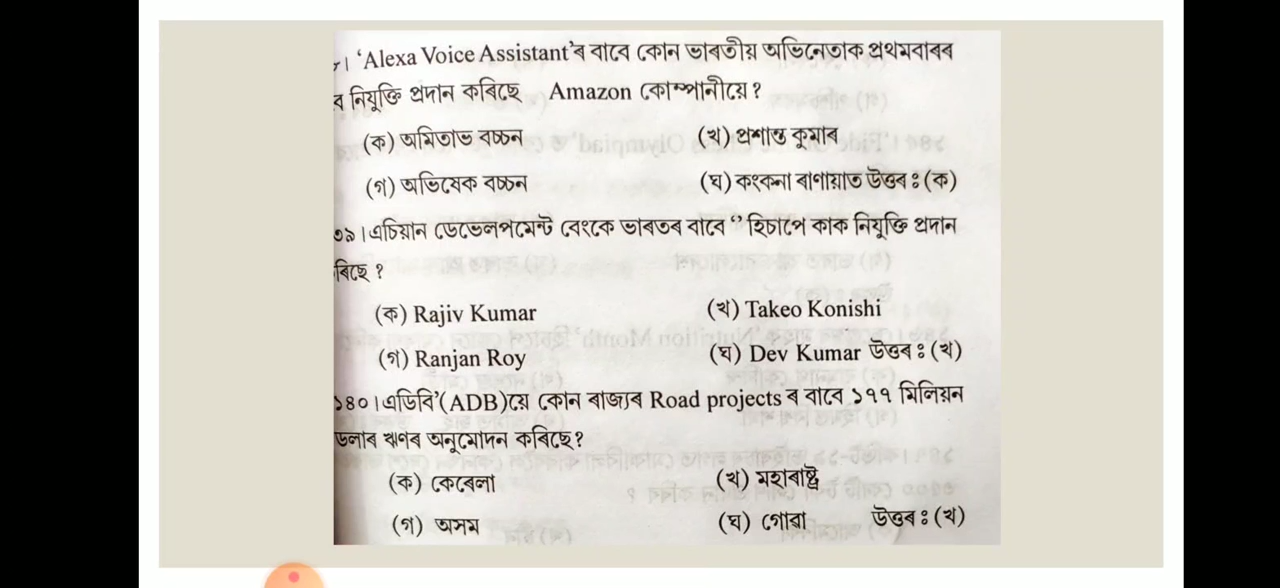 ৮। 'Alexa Voice Assistant'ৰ বাবে কোন ভাৰতীয় অভিনেতাক প্ৰথমবাৰৰ
ব নিযুক্তি প্ৰদান কৰিছে Amazon কোম্পানীয়ে?
(ক) অমিতাভ বচ্চন (খ) প্ৰশান্ত কুমাৰ
(গ) অভিষেক বচ্চন (ঘ) কংকনা ৰাণায়াত উত্তৰঃ (ক)
৩৯। এচিয়ান ডেভেলপমেন্ট বেংকে ভাৰতৰ বাবে " হিচাপে কাক নিযুক্তি প্ৰদান
ৰিছে?
(ক) Rajiv Kumar (খ) Takeo Konishi
(গ) Ranjan Roy (ঘ) Dev Kumar উত্তৰঃ (খ)
১৪০। এডিবি'(ADB)য়ে কোন ৰাজ্যৰ Road projects ৰ বাবে ১৭৭ মিলিয়ন
ডলাৰ ঋণৰ অনুমোদন কৰিছে?
(ক) কেৰেলা (খ) মহাৰাষ্ট্ৰ
(গ) অসম (ঘ) গোৱা উত্তৰঃ (খ)